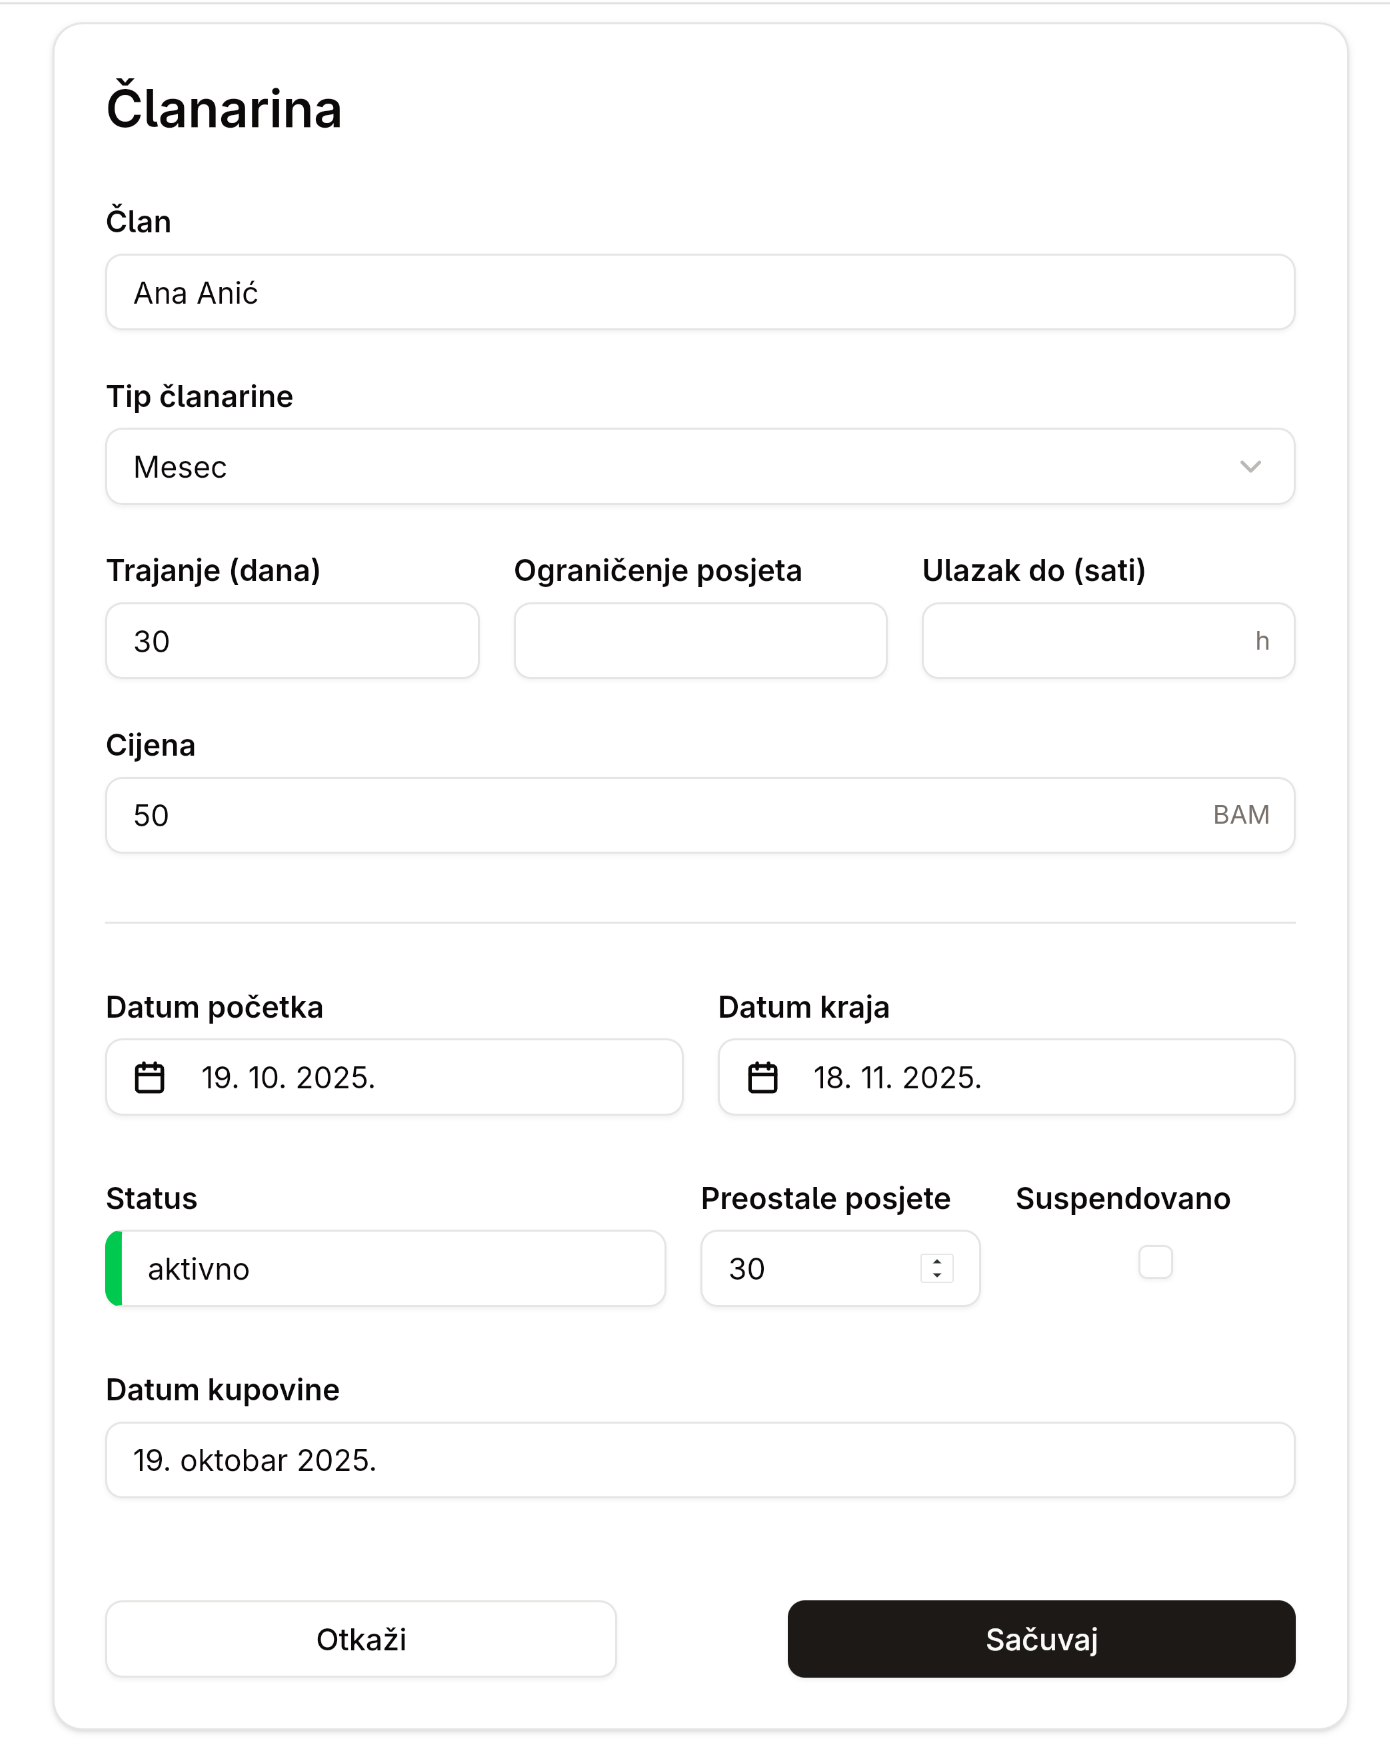 Članarina
Član
Ana Anić
Tip članarine
Mesec
Trajanje (dana) Ograničenje posjeta Ulazak do (sati)
30 h
Cijena
50 BAM
Datum početka Datum kraja
19. 10. 2025. 18. 11. 2025.
Status Preostale posjete Suspendovano
aktivno 30
Datum kupovine
19. oktobar 2025.
Otkaži Sačuvaj